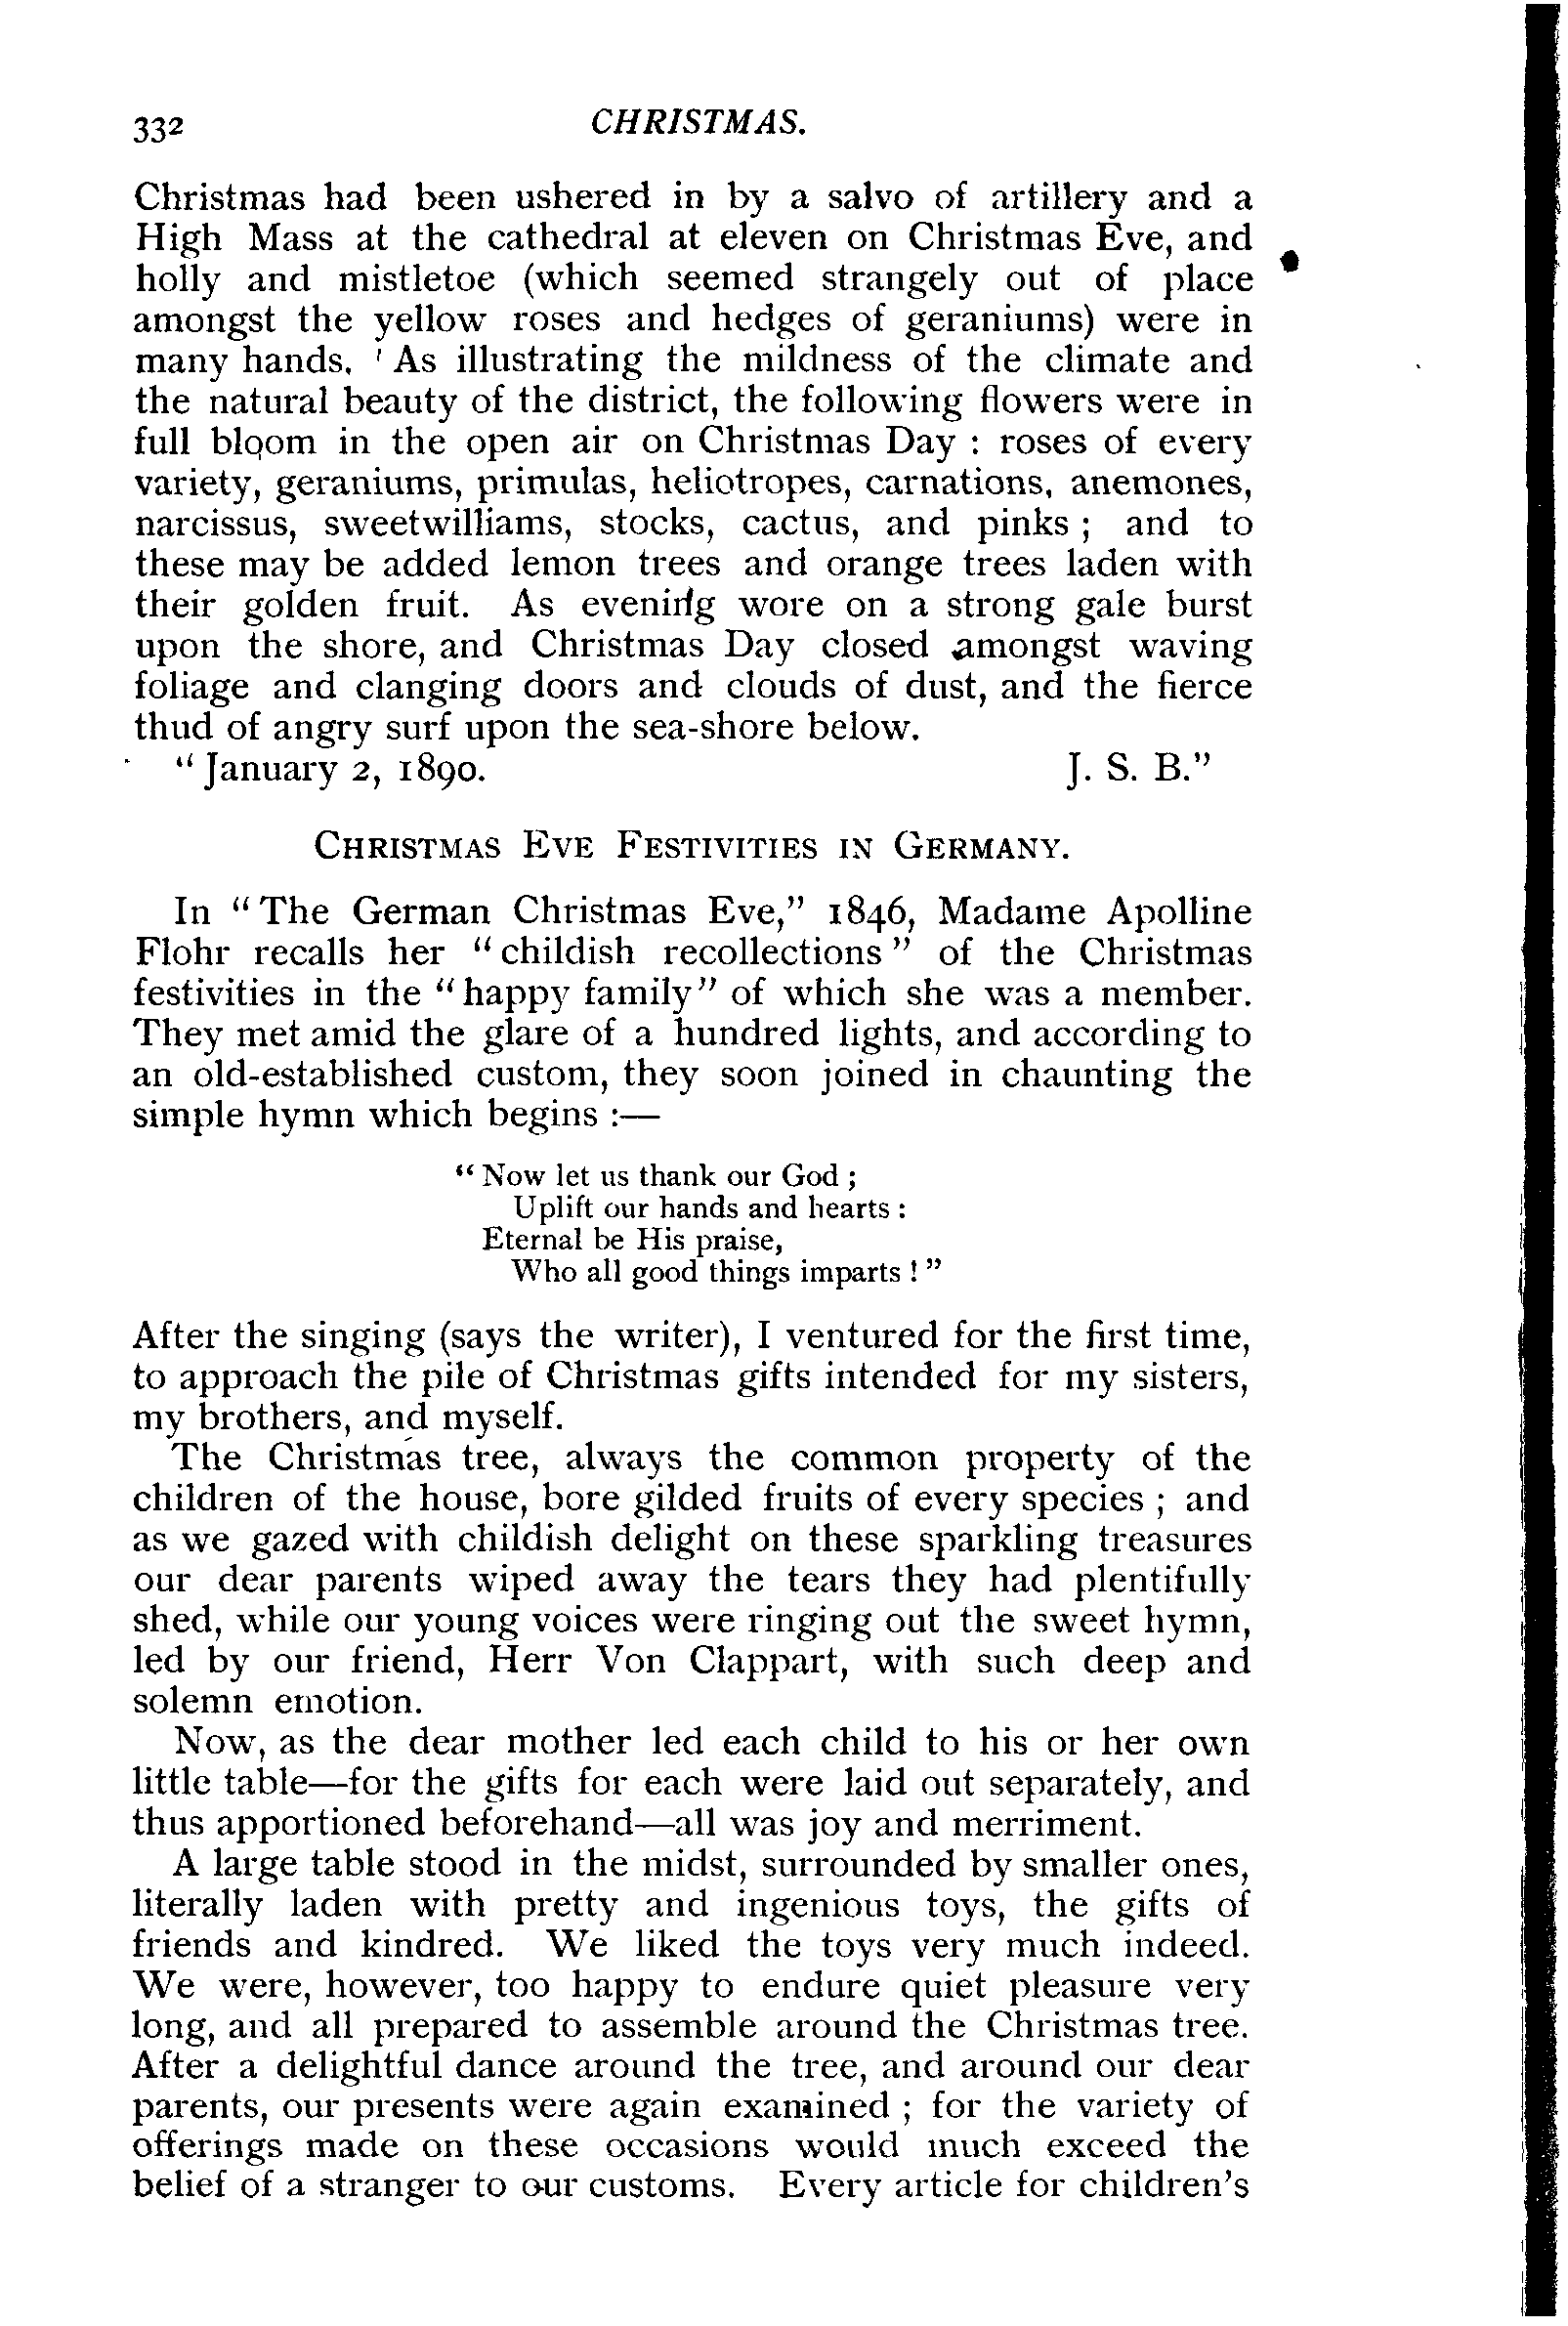 332 CHRISTMAS.
Christmas had been ushered in by a salvo of artillery and a
High Mass at the cathedral at eleven on Christmas Eve, and
holly and mistletoe (which seemed strangely out of place
amongst the yellow roses and hedges of geraniums) were in
many hands. ' As illustrating the mildness of the climate and
the natural beauty of the district, the following flowers were in
full bloom in the open air on Christmas Day : roses of every
variety, geraniums, primulas, heliotropes, carnations, anemones,
narcissus, sweetwilliams, stocks, cactus, and pinks ; and to
these may be added lemon trees and orange trees laden with
their golden fruit. As evening wore on a strong gale burst
upon the shore, and Christmas Day closed amongst waving
foliage and clanging doors and clouds of dust, and the fierce
thud of angry surf upon the sea-shore below.
"January 2, 1890. J. S. B."
CHRISTMAS EVE FESTIVITIES IN GERMANY.
In "The German Christmas Eve," 1846, Madame Apolline
Flohr recalls her "childish recollections" of the Christmas
festivities in the "happy family" of which she was a member.
They met amid the glare of a hundred lights, and according to
an old-established custom, they soon joined in chaunting the
simple hymn which begins :—
"Now let us thank our God ;
Uplift our hands and hearts :
Eternal be His praise,
Who all good things imparts !"
After the singing (says the writer), I ventured for the first time,
to approach the pile of Christmas gifts intended for my sisters,
my brothers, and myself.
The Christmas tree, always the common property of the
children of the house, bore gilded fruits of every species ; and
as we gazed with childish delight on these sparkling treasures
our dear parents wiped away the tears they had plentifully
shed, while our young voices were ringing out the sweet hymn,
led by our friend, Herr Von Clappart, with such deep and
solemn emotion.
Now, as the dear mother led each child to his or her own
little table—for the gifts for each were laid out separately, and
thus apportioned beforehand—all was joy and merriment.
A large table stood in the midst, surrounded by smaller ones,
literally laden with pretty and ingenious toys, the gifts of
friends and kindred. We liked the toys very much indeed.
We were, however, too happy to endure quiet pleasure very
long, and all prepared to assemble around the Christmas tree.
After a delightful dance around the tree, and around our dear
parents, our presents were again examined ; for the variety of
offerings made on these occasions would much exceed the
belief of a stranger to our customs. Every article for children's